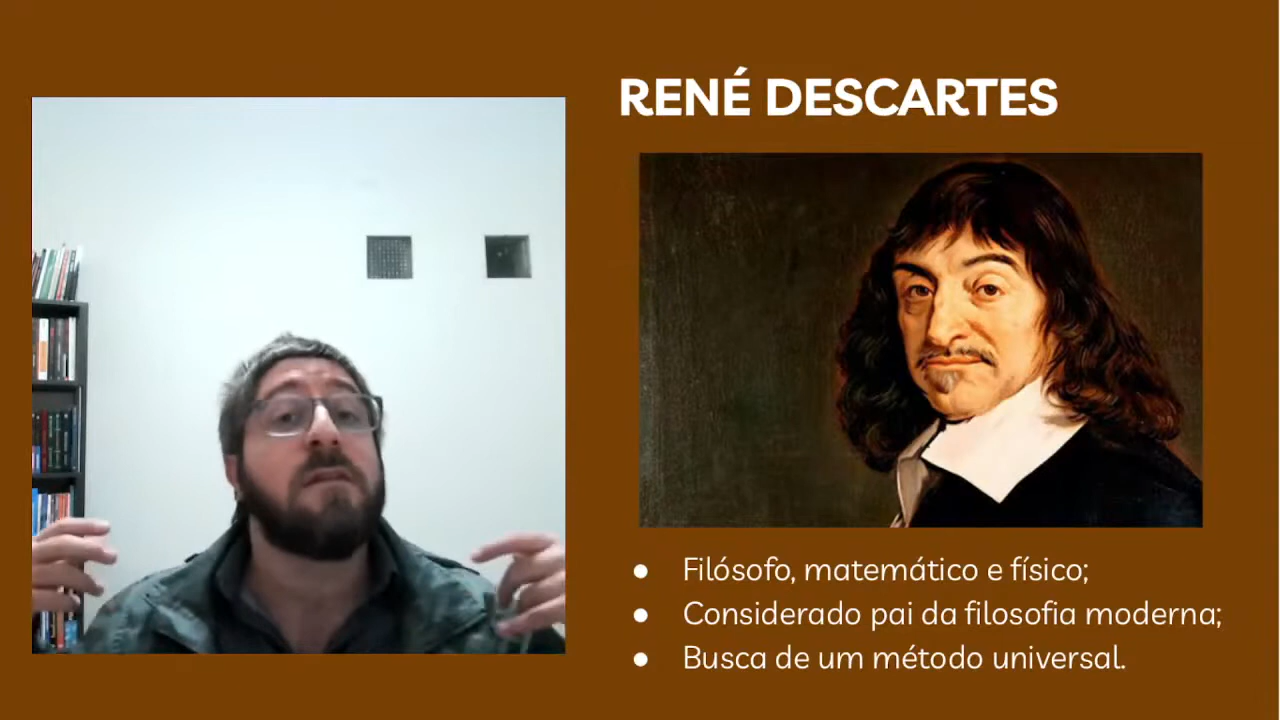 RENÉ DESCARTES
● Filósofo, matemático e físico;
● Considerado pai da filosofia moderna;
● Busca de um método universal.